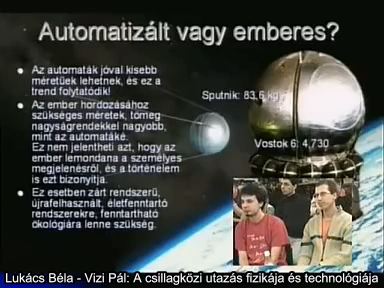 Automatizált vagy emberes?
Az automaták jóval kisebb
méretűek lehetnek, és ez a
trend folytatódik!
Az ember hordozásához
szükséges méretek, tömeg
nagyságrendekkel nagyobb,
mint az automatáké.
Ez nem jelentheti azt, hogy az
ember lemondana a személyes
megjelenésről, és a történelem
is ezt bizonyítja.
Ez esetben zárt rendszerű,
újrafelhasznált, életfenntartó
rendszerekre, fenntartható
ökológiára lenne szükség.
Sputnik: 83,6 kg
Vostok 6: 4,730
Lukács Béla - Vizi Pál: A csillagközi utazás fizikája és technológiája